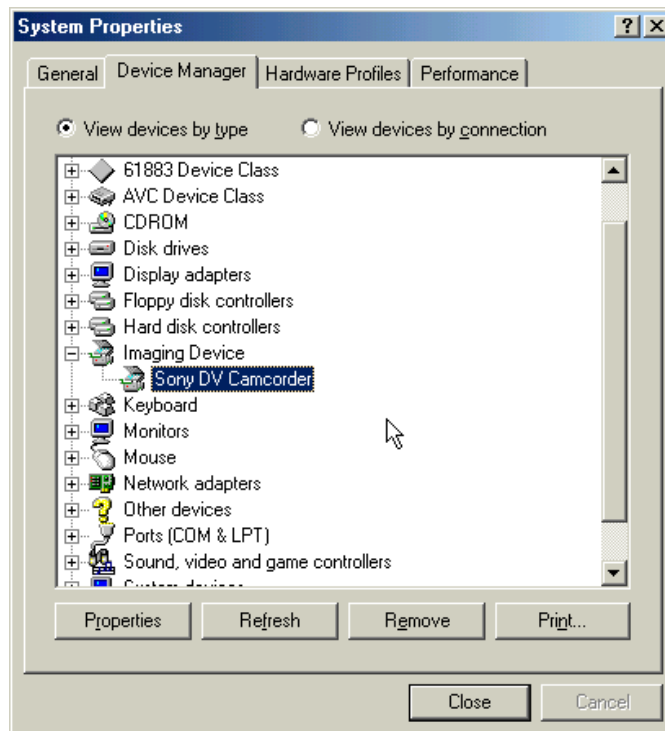 System Properties
General Device Manager Hardware Profiles Performance
View devices by type View devices by connection
61883 Device Class
AVC Device Class
CDROM
Disk drives
Display adapters
Floppy disk controllers
Hard disk controllers
Imaging Device
Sony DV Camcorder
Keyboard
Monitors
Mouse
Network adapters
Other devices
Ports (COM & LPT)
Sound, video and game controllers
System devices
Properties Refresh Remove Print...
Close Cancel